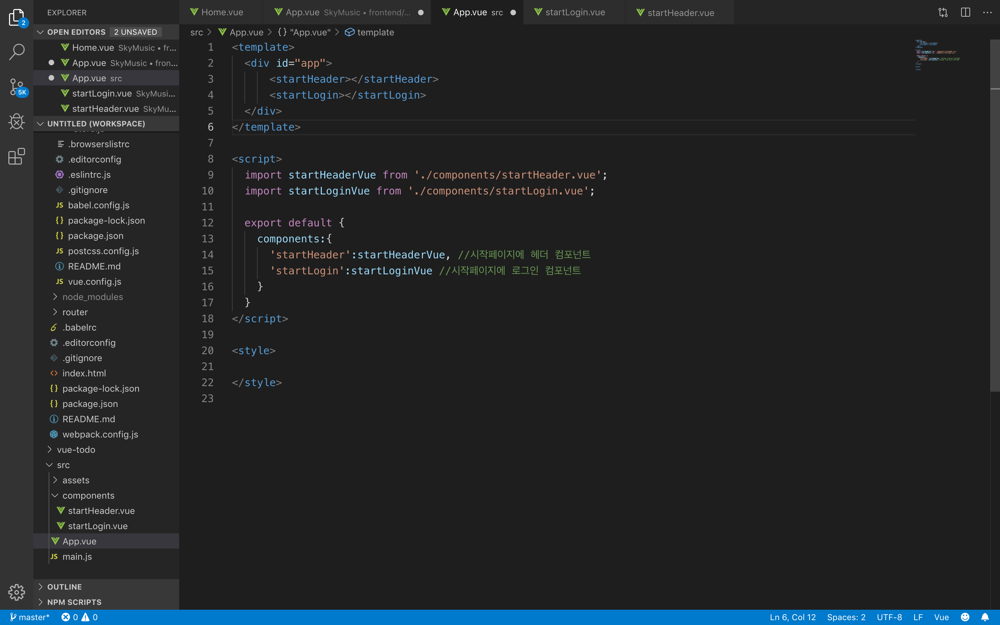 EXPLORER
OPEN EDITORS 2 UNSAVED
Home.vue SkyMusic • fr...
App.vue SkyMusic • fron...
App.vue src
startLogin.vue SkyMusi...
startHeader.vue SkyMu...
UNTITLED (WORKSPACE)
.browserslistrc
.editorconfig
.eslintrc.js
.gitignore
babel.config.js
package-lock.json
package.json
postcss.config.js
README.md
vue.config.js
node_modules
router
.babelrc
.editorconfig
.gitignore
index.html
package-lock.json
package.json
README.md
webpack.config.js
vue-todo
src
assets
components
startHeader.vue
startLogin.vue
App.vue
main.js
OUTLINE
NPM SCRIPTS
2
5K
Home.vue App.vue SkyMusic • frontend/... App.vue src startLogin.vue startHeader.vue
src > App.vue > {} "App.vue" > template
1 <template>
2 <div id="app">
3 <startHeader></startHeader>
4 <startLogin></startLogin>
5 </div>
6 </template>
7
8 <script>
9 import startHeaderVue from './components/startHeader.vue';
10 import startLoginVue from './components/startLogin.vue';
11
12 export default {
13 components:{
14 'startHeader':startHeaderVue, //시작페이지에 헤더 컴포넌트
15 'startLogin':startLoginVue //시작페이지에 로그인 컴포넌트
16 }
17 }
18 </script>
19
20 <style>
21
22 </style>
23
master* 0 0 Ln 6, Col 12 Spaces: 2 UTF-8 LF Vue